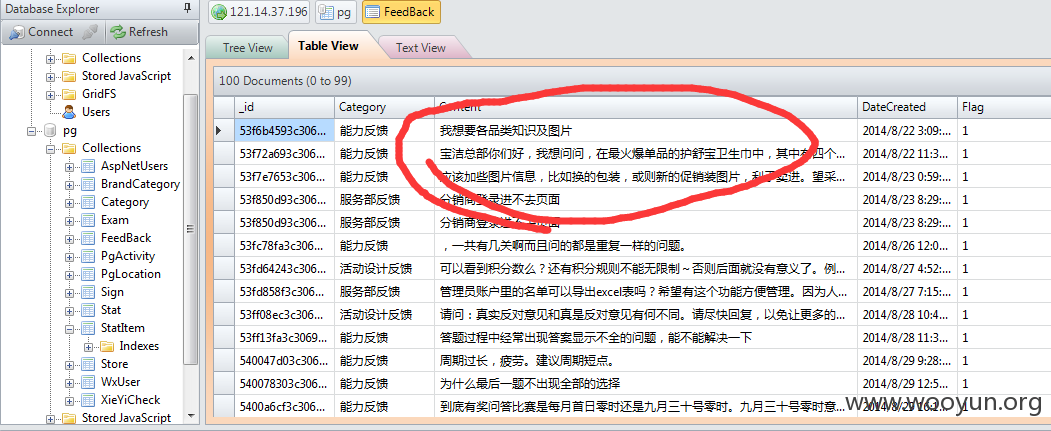 Database Explorer
121.14.37.196 pg FeedBack
Connect Refresh
Tree View Table View Text View
Collections
Stored JavaScript
GridFS
Users
pg
Collections
AspNetUsers
BrandCategory
Category
Exam
FeedBack
PgActivity
PgLocation
Sign
Stat
StatItem
Indexes
Store
WxUser
XieYiCheck
Stored JavaScript
100 Documents (0 to 99)
_id Category Content DateCreated Flag
53f6b4593c306... 能力反馈 我想要各品类知识及图片 2014/8/22 3:09:... 1
53f72a693c306... 能力反馈 宝洁总部你们好，我想问问，在最火爆单品的护舒宝卫生巾中，其中有四个... 2014/8/22 11:3... 1
53f7e7653c306... 能力反馈 应该加些图片信息，比如换的包装，或则新的促销装图片，利于卖进。望采... 2014/8/23 0:59:... 1
53f850d93c306... 服务部反馈 分销商登录进不去页面 2014/8/23 8:29:... 1
53f850d93c306... 服务部反馈 分销商登录进不去页面 2014/8/23 8:29:... 1
53fc78fa3c306... 能力反馈 ，一共有几关啊而且问的都是重复一样的问题。 2014/8/26 12:0... 1
53fd64243c306... 活动设计反馈 可以看到积分数么？还有积分规则不能无限制～否则后面就没有意义了。例... 2014/8/27 4:52:... 1
53fd858f3c306... 服务部反馈 管理员账户里的名单可以导出excel表吗？希望有这个功能方便管理。因为人... 2014/8/27 7:15:... 1
53ff08ec3c306... 活动设计反馈 请问：真实反对意见和真是反对意见有何不同。请尽快回复，以免让更多的... 2014/8/28 10:4... 1
53ff13fa3c3069... 能力反馈 答题过程中经常出现答案显示不全的问题，能不能解决一下 2014/8/28 11:3... 1
540047d03c306... 能力反馈 周期过长，疲劳。建议周期短点。 2014/8/29 9:28:... 1
540078303c306... 能力反馈 为什么最后一题不出现全部的选择 2014/8/29 12:5... 1
5400a6cf3c306... 能力反馈 到底有奖问答比赛是每月首日零时还是九月三十号零时。九月三十号零时意... 1
www.wooyun.org